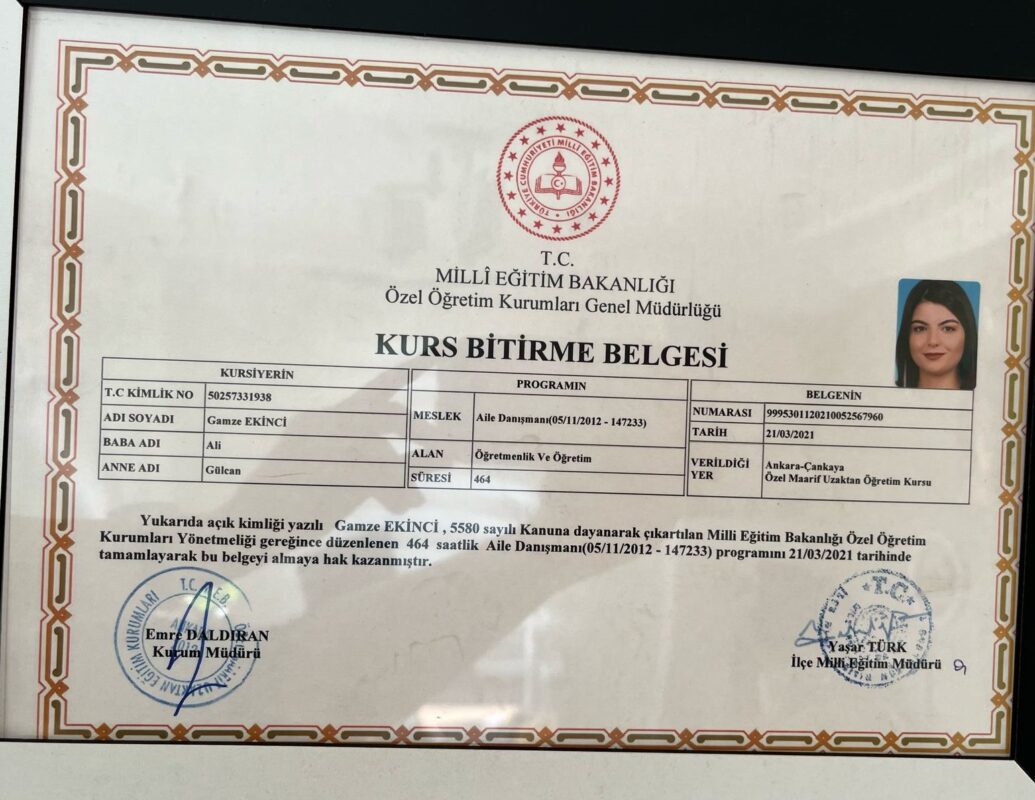 TÜRKİYE CUMHURİYETİ MİLLÎ EĞİTİM BAKANLIĞI
T.C.
MİLLÎ EĞİTİM BAKANLIĞI
Özel Öğretim Kurumları Genel Müdürlüğü
KURS BİTİRME BELGESİ
KURSİYERİN
T.C KİMLİK NO 50257331938
ADI SOYADI Gamze EKİNCİ
BABA ADI Ali
ANNE ADI Gülcan
PROGRAMIN
MESLEK Aile Danışmanı(05/11/2012 - 147233)
ALAN Öğretmenlik Ve Öğretim
SÜRESİ 464
BELGENİN
NUMARASI 9995301120210052567960
TARİH 21/03/2021
VERİLDİĞİ YER Ankara-Çankaya
Özel Maarif Uzaktan Öğretim Kursu
Yukarıda açık kimliği yazılı Gamze EKİNCİ , 5580 sayılı Kanuna dayanarak çıkartılan Milli Eğitim Bakanlığı Özel Öğretim
Kurumları Yönetmeliği gereğince düzenlenen 464 saatlik Aile Danışmanı(05/11/2012 - 147233) programını 21/03/2021 tarihinde
tamamlayarak bu belgeyi almaya hak kazanmıştır.
Emre DALDIRAN
Kurum Müdürü
T.C.
UZAKTAN EĞİTİM KURUMLARI
T.C.
Yaşar TÜRK
İlçe Milli Eğitim Müdürü